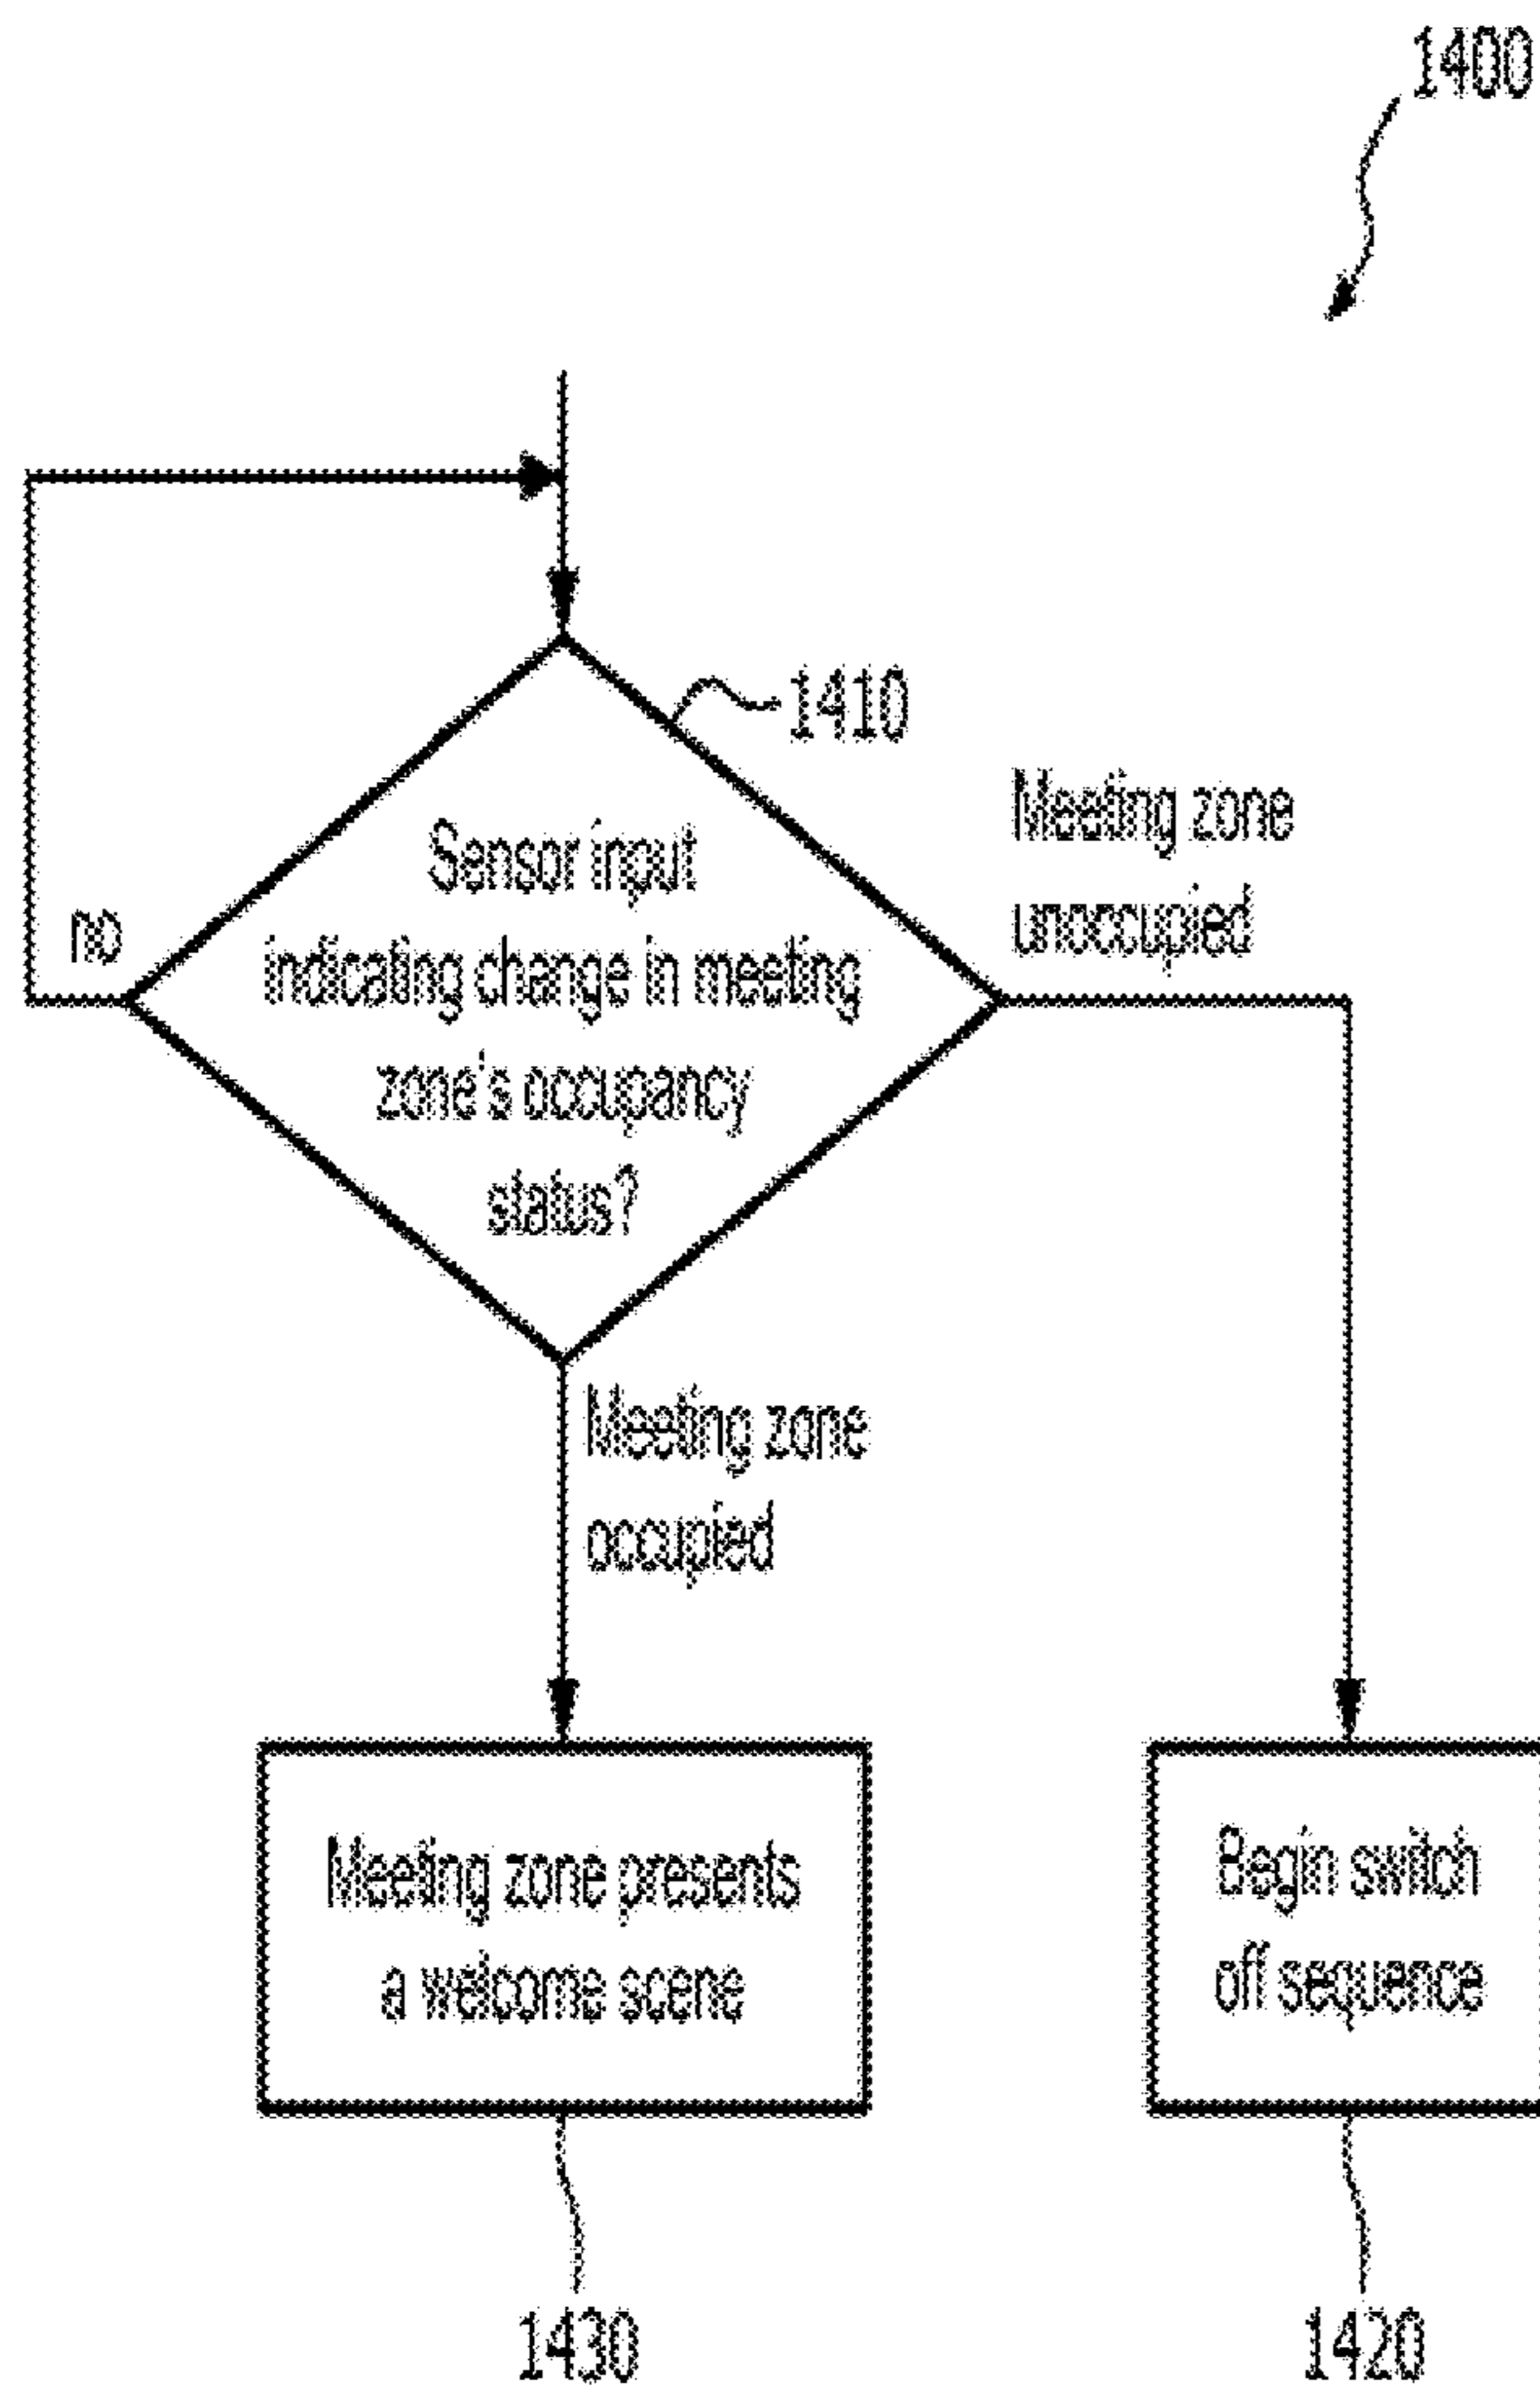 1400
1410
Sensor input
indicating change in meeting
zone's occupancy
status?
no
Meeting zone
unoccupied
Meeting zone
occupied
Meeting zone presents
a welcome scene
Begin switch
off sequence
1430
1420